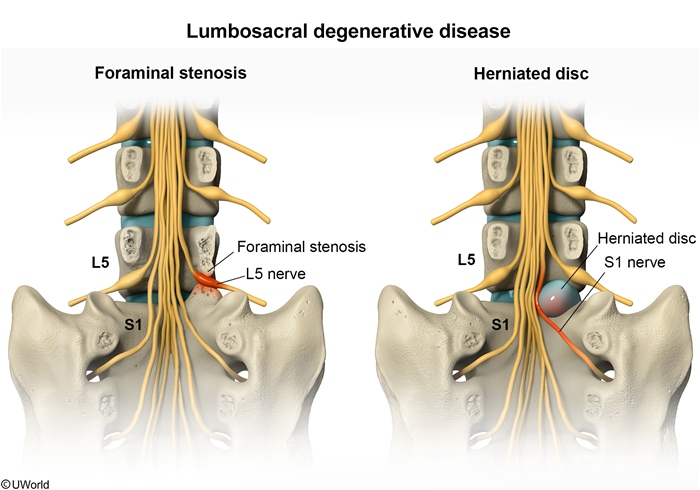 Lumbosacral degenerative disease
Foraminal stenosis
L5
Foraminal stenosis
L5 nerve
S1
Herniated disc
L5
Herniated disc
S1 nerve
S1
©UWorld